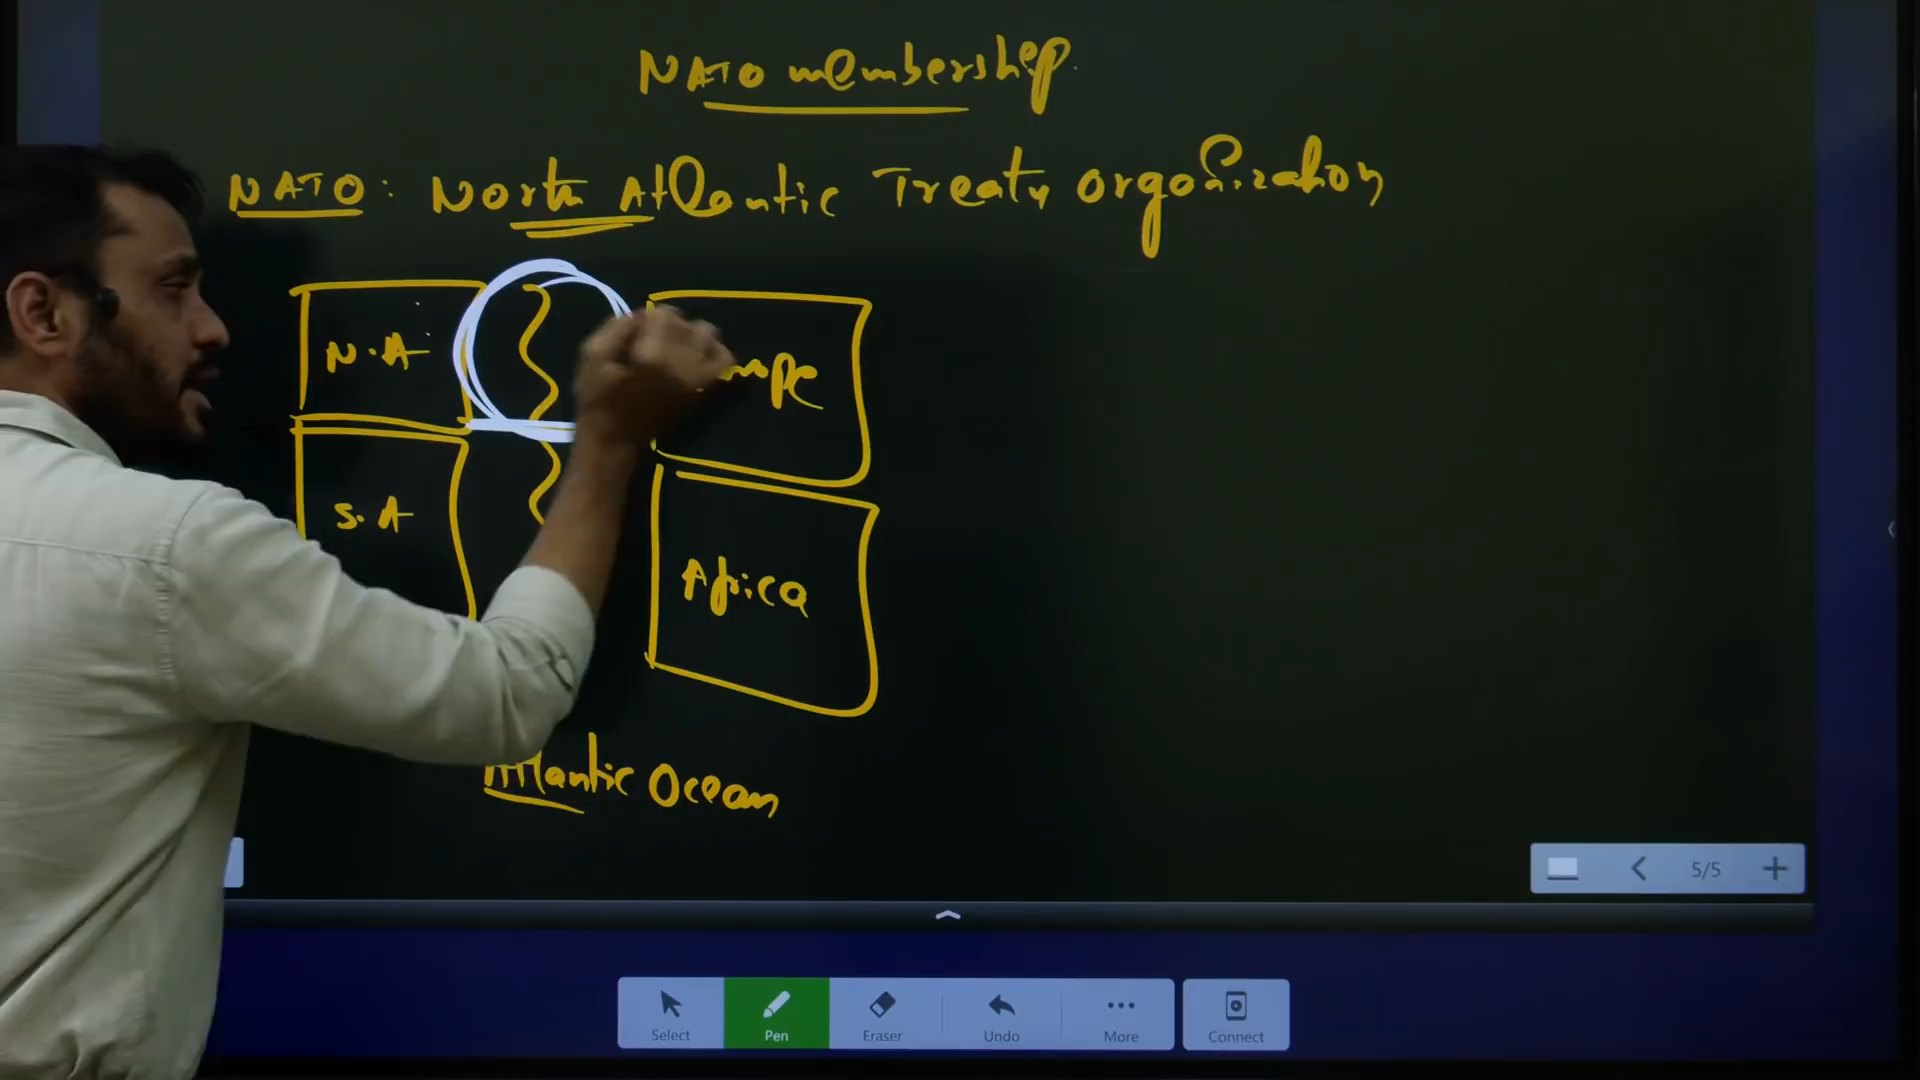 NATO membership.
NATO: North Atlantic Treaty Organization
N.A
S.A
Africa
Atlantic Ocean
5/5
Select
Pen
Eraser
Undo
More
Connect